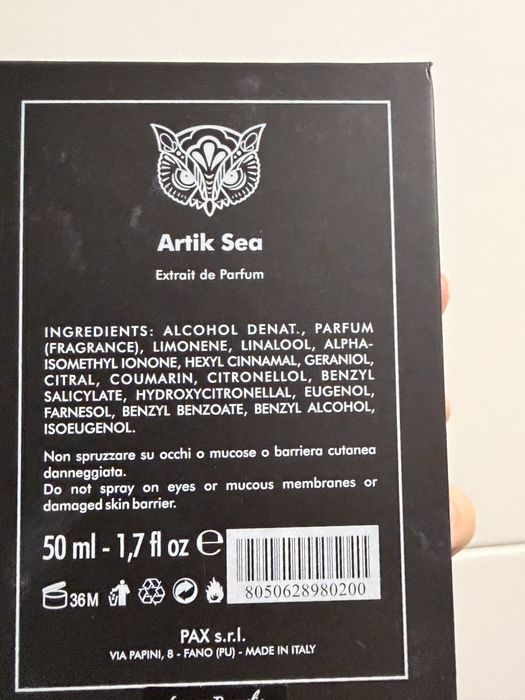 Artik Sea
Extrait de Parfum
INGREDIENTS: ALCOHOL DENAT., PARFUM
(FRAGRANCE), LIMONENE, LINALOOL, ALPHA-
ISOMETHYL IONONE, HEXYL CINNAMAL, GERANIOL,
CITRAL, COUMARIN, CITRONELLOL, BENZYL
SALICYLATE, HYDROXYCITRONELLAL, EUGENOL,
FARNESOL, BENZYL BENZOATE, BENZYL ALCOHOL,
ISOEUGENOL.
Non spruzzare su occhi o mucose o barriera cutanea
danneggiata.
Do not spray on eyes or mucous membranes or
damaged skin barrier.
50 ml - 1,7 fl oz ℮
8050628980200
36M
PAX s.r.l.
VIA PAPINI, 8 - FANO (PU) - MADE IN ITALY